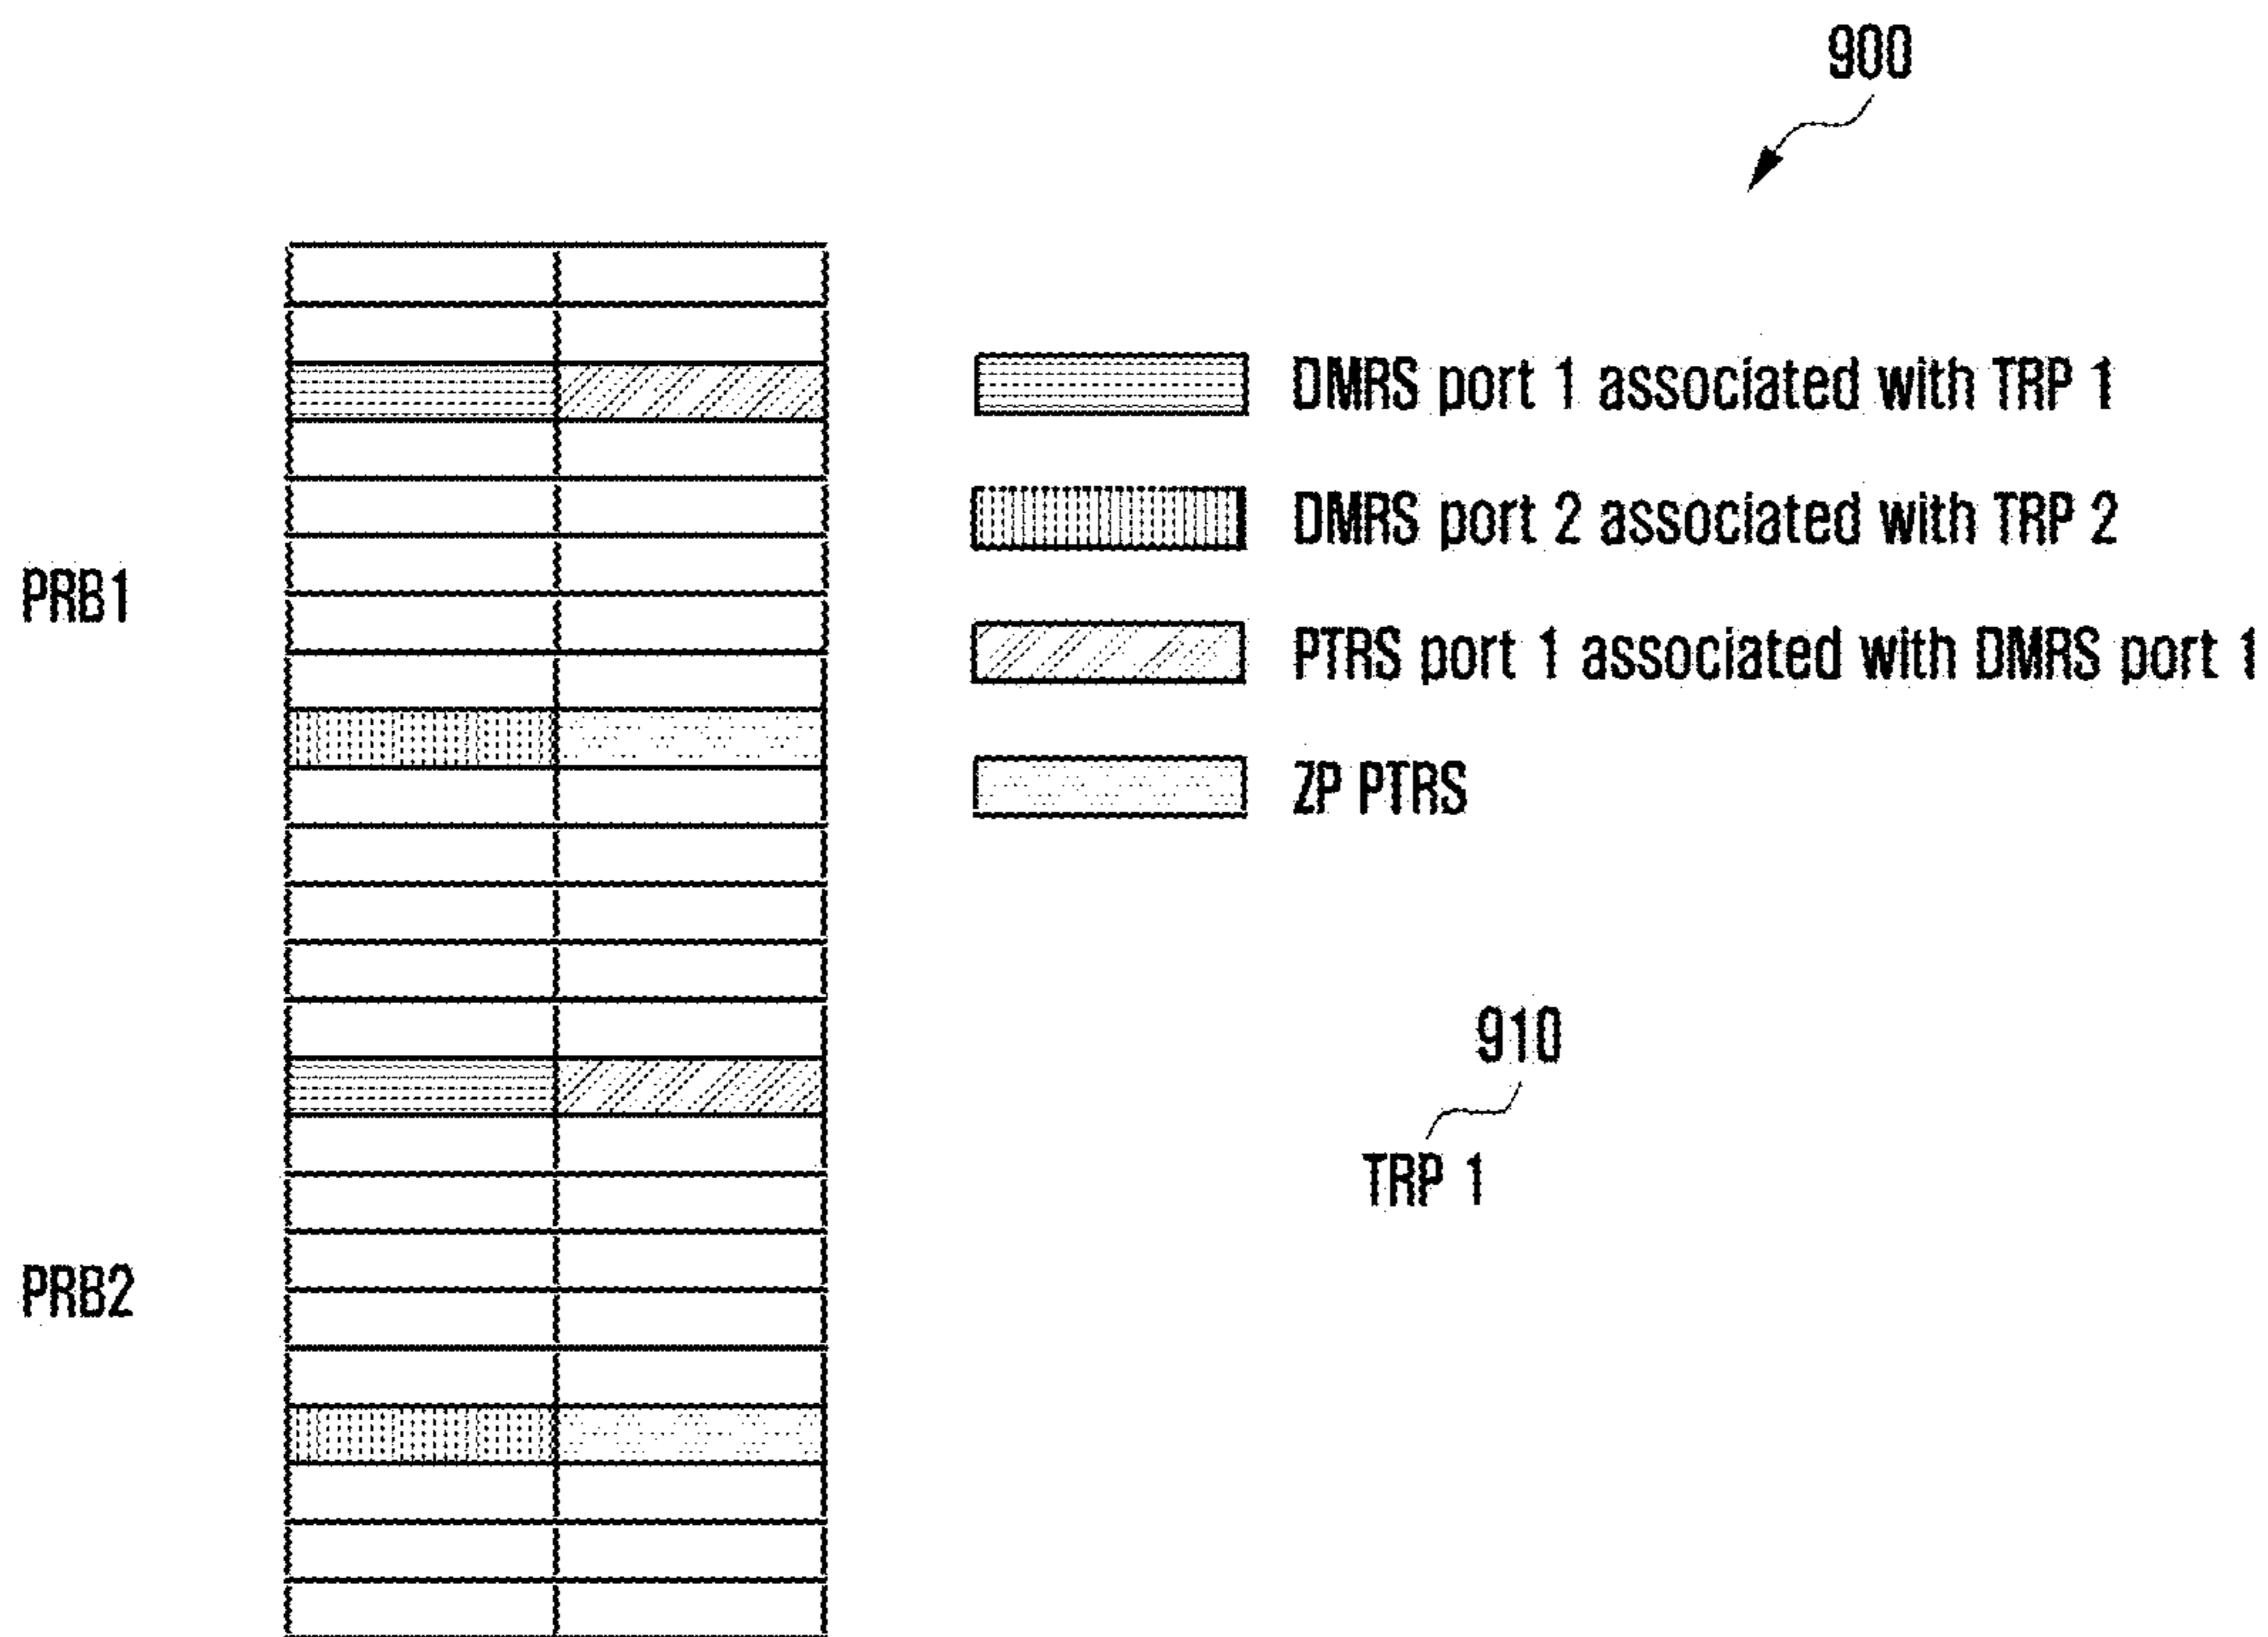 900
DMRS port 1 associated with TRP 1
DMRS port 2 associated with TRP 2
PRB1
PTRS port 1 associated with DMRS port 1
ZP PTRS
910
TRP 1
PRB2